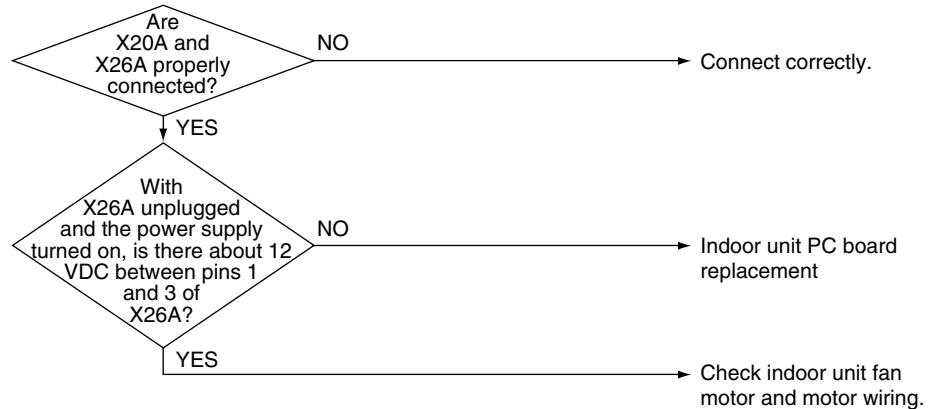 Are
X20A and
X26A properly
connected?
NO
Connect correctly.
YES
With
X26A unplugged
and the power supply
turned on, is there about 12
VDC between pins 1
and 3 of
X26A?
NO
Indoor unit PC board
replacement
YES
Check indoor unit fan
motor and motor wiring.